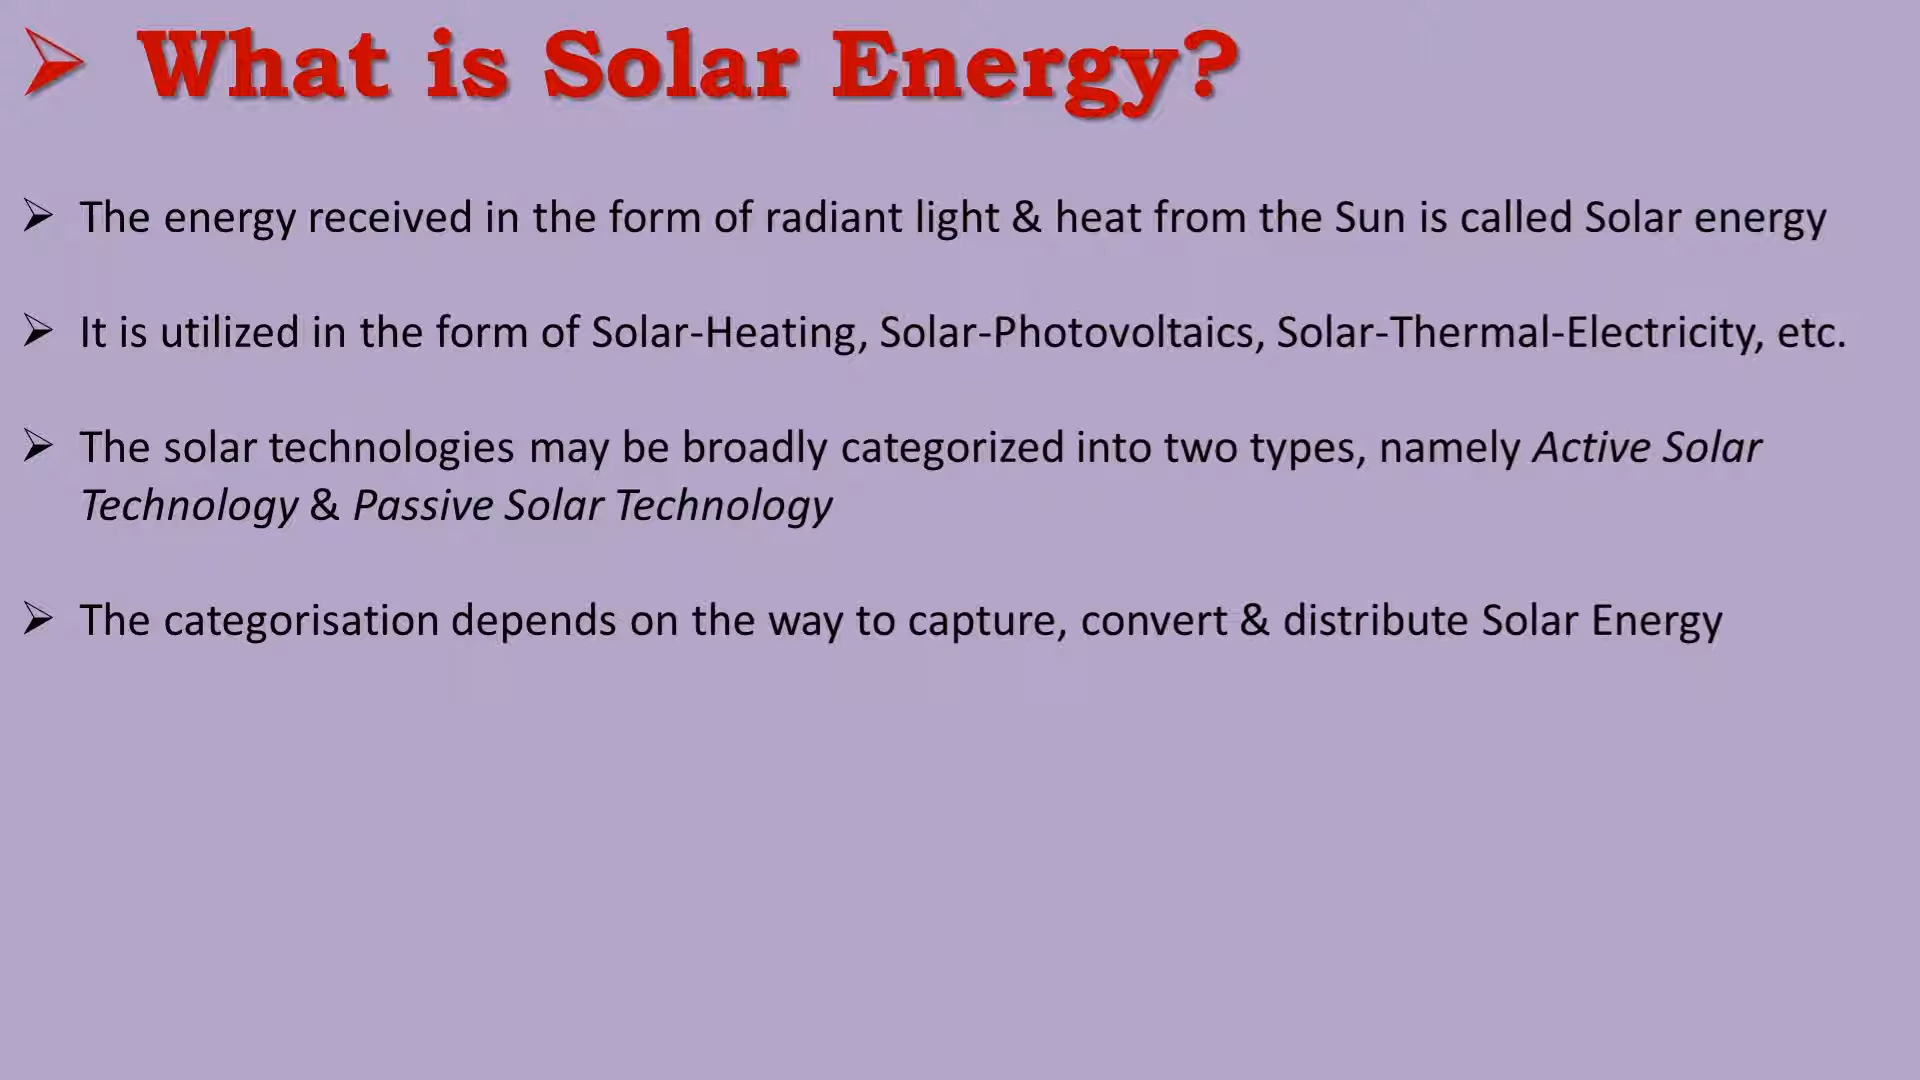 ➢ What is Solar Energy?
➢ The energy received in the form of radiant light & heat from the Sun is called Solar energy
➢ It is utilized in the form of Solar-Heating, Solar-Photovoltaics, Solar-Thermal-Electricity, etc.
➢ The solar technologies may be broadly categorized into two types, namely Active Solar
Technology & Passive Solar Technology
➢ The categorisation depends on the way to capture, convert & distribute Solar Energy